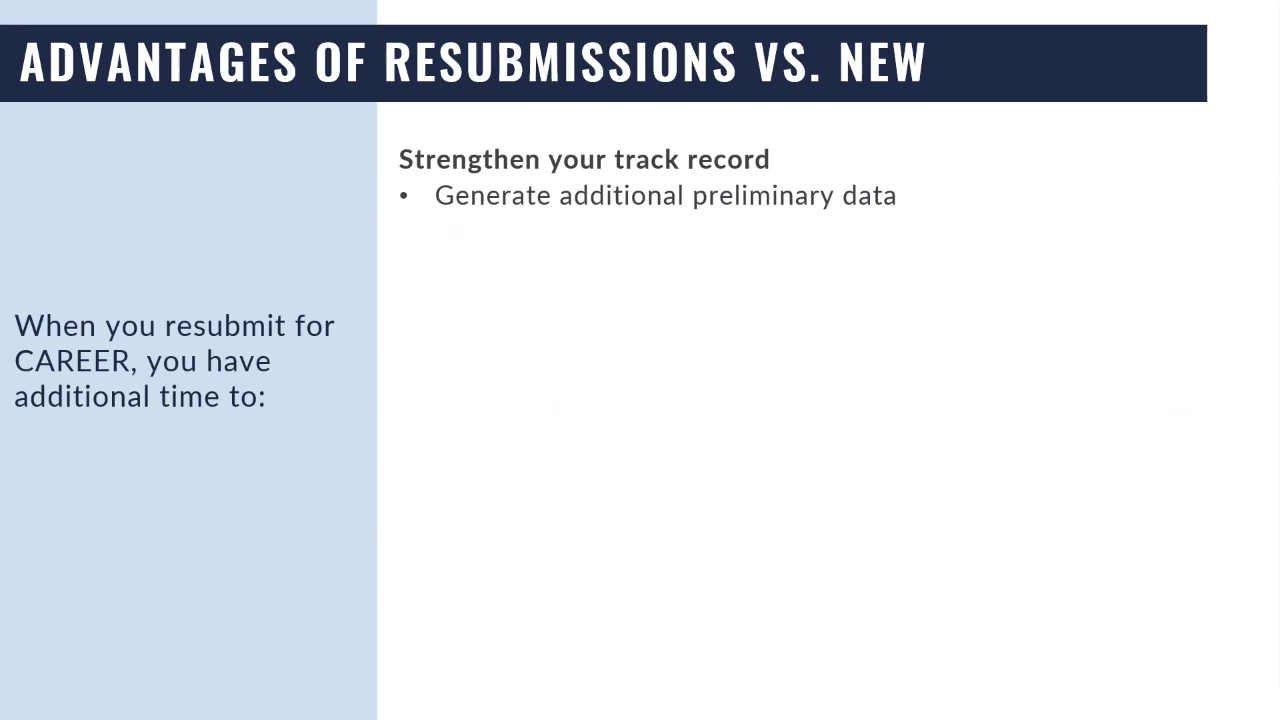 ADVANTAGES OF RESUBMISSIONS VS. NEW
When you resubmit for
CAREER, you have
additional time to:
Strengthen your track record
• Generate additional preliminary data